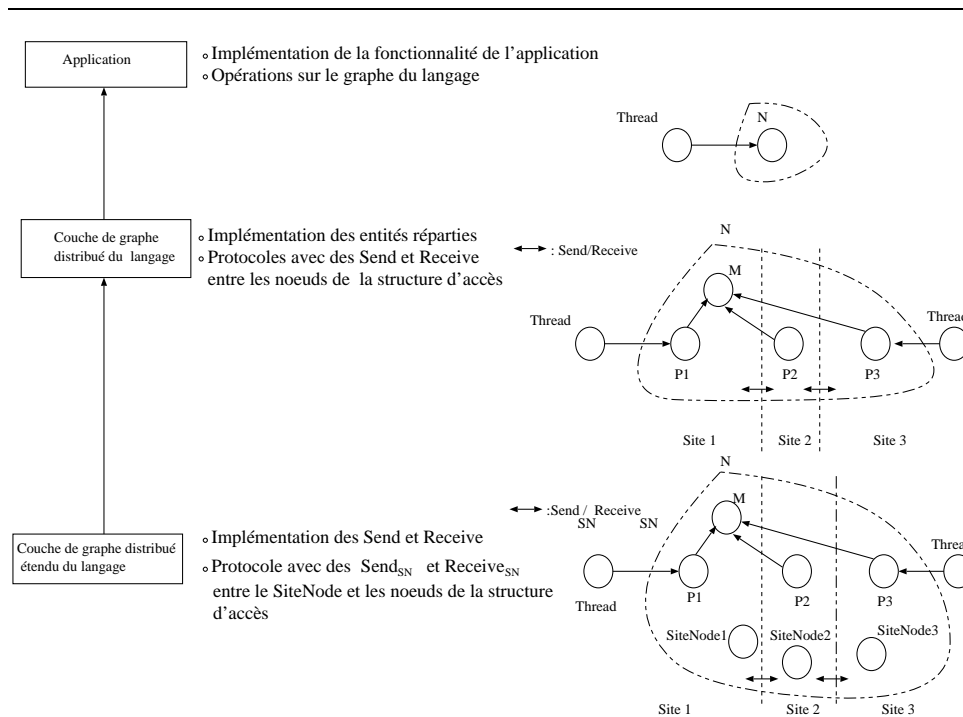 Application
∘ Implémentation de la fonctionnalité de l'application
∘ Opérations sur le graphe du langage
Thread
N
Couche de graphe
distribué du langage
∘ Implémentation des entités réparties
∘ Protocoles avec des Send et Receive
entre les noeuds de la structure d'accès
: Send/Receive
N
M
Thread
Thread
P1
P2
P3
Site 1
Site 2
Site 3
Couche de graphe distribué
étendu du langage
∘ Implémentation des Send et Receive
∘ Protocole avec des SendSN et ReceiveSN
entre le SiteNode et les noeuds de la structure
d'accès
:Send / Receive
SN SN
N
M
Thread
Thread
P1
P2
P3
SiteNode1
SiteNode2
SiteNode3
Site 1
Site 2
Site 3